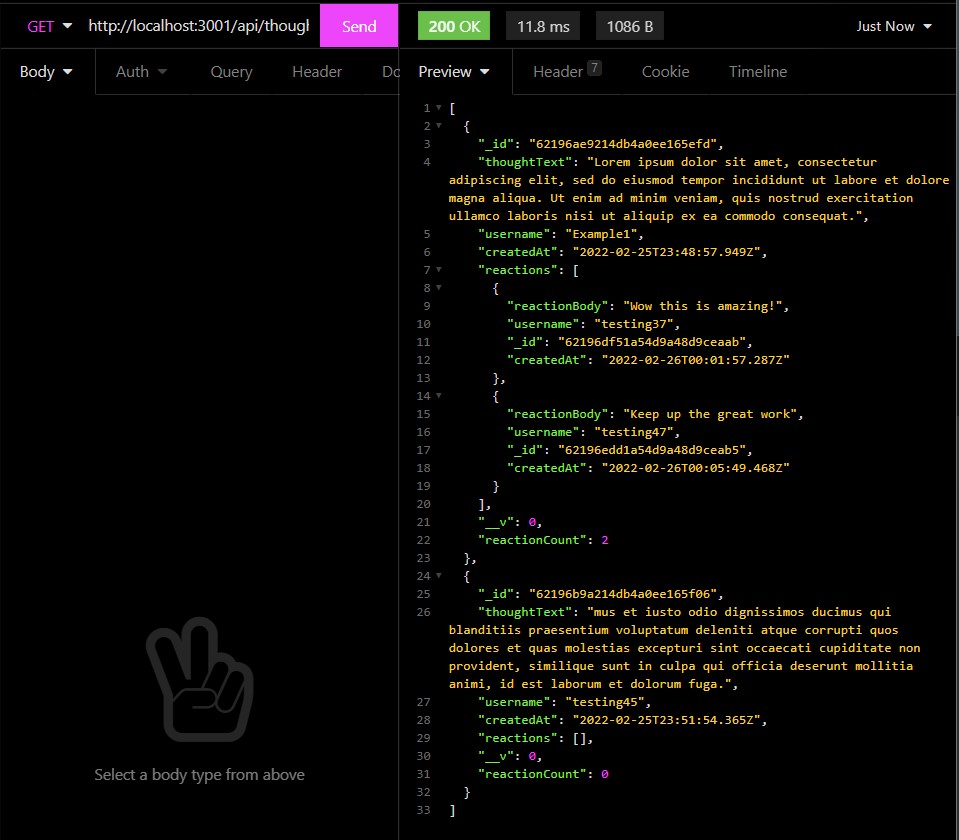 GET http://localhost:3001/api/though Send 200 OK 11.8 ms 1086 B Just Now
Body Auth Query Header Do Preview Header 7 Cookie Timeline
1 [
2 {
3 "_id": "62196ae9214db4a0ee165efd",
4 "thoughtText": "Lorem ipsum dolor sit amet, consectetur
adipiscing elit, sed do eiusmod tempor incididunt ut labore et dolore
magna aliqua. Ut enim ad minim veniam, quis nostrud exercitation
ullamco laboris nisi ut aliquip ex ea commodo consequat.",
5 "username": "Example1",
6 "createdAt": "2022-02-25T23:48:57.949Z",
7 "reactions": [
8 {
9 "reactionBody": "Wow this is amazing!",
10 "username": "testing37",
11 "_id": "62196df51a54d9a48d9ceaab",
12 "createdAt": "2022-02-26T00:01:57.287Z"
13 },
14 {
15 "reactionBody": "Keep up the great work",
16 "username": "testing47",
17 "_id": "62196edd1a54d9a48d9ceab5",
18 "createdAt": "2022-02-26T00:05:49.468Z"
19 }
20 ],
21 "__v": 0,
22 "reactionCount": 2
23 },
24 {
25 "_id": "62196b9a214db4a0ee165f06",
26 "thoughtText": "mus et iusto odio dignissimos ducimus qui
blanditiis praesentium voluptatum deleniti atque corrupti quos
dolores et quas molestias excepturi sint occaecati cupiditate non
provident, similique sunt in culpa qui officia deserunt mollitia
animi, id est laborum et dolorum fuga.",
27 "username": "testing45",
28 "createdAt": "2022-02-25T23:51:54.365Z",
29 "reactions": [],
30 "__v": 0,
31 "reactionCount": 0
32 }
33 ]
Select a body type from above